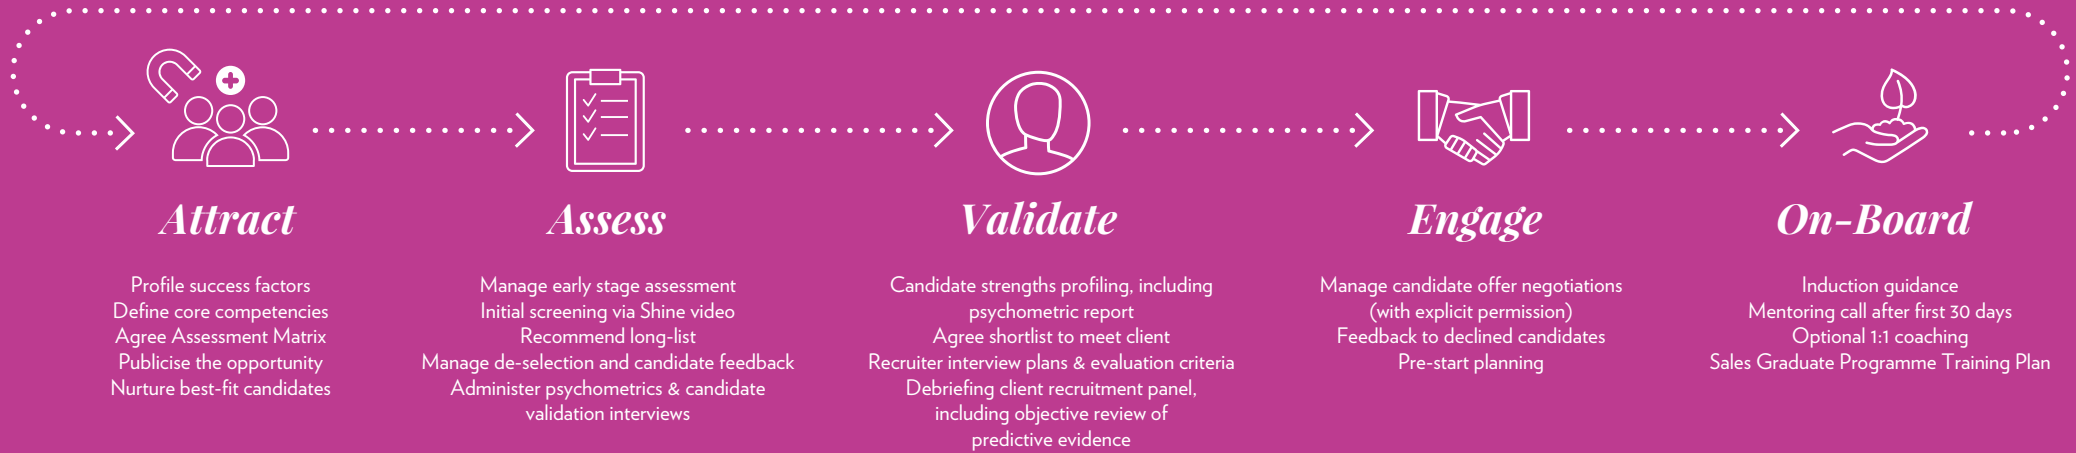 Attract
Profile success factors
Define core competencies
Agree Assessment Matrix
Publicise the opportunity
Nurture best-fit candidates
Assess
Manage early stage assessment
Initial screening via Shine video
Recommend long-list
Manage de-selection and candidate feedback
Administer psychometrics & candidate
validation interviews
Validate
Candidate strengths profiling, including
psychometric report
Agree shortlist to meet client
Recruiter interview plans & evaluation criteria
Debriefing client recruitment panel,
including objective review of
predictive evidence
Engage
Manage candidate offer negotiations
(with explicit permission)
Feedback to declined candidates
Pre-start planning
On-Board
Induction guidance
Mentoring call after first 30 days
Optional 1:1 coaching
Sales Graduate Programme Training Plan